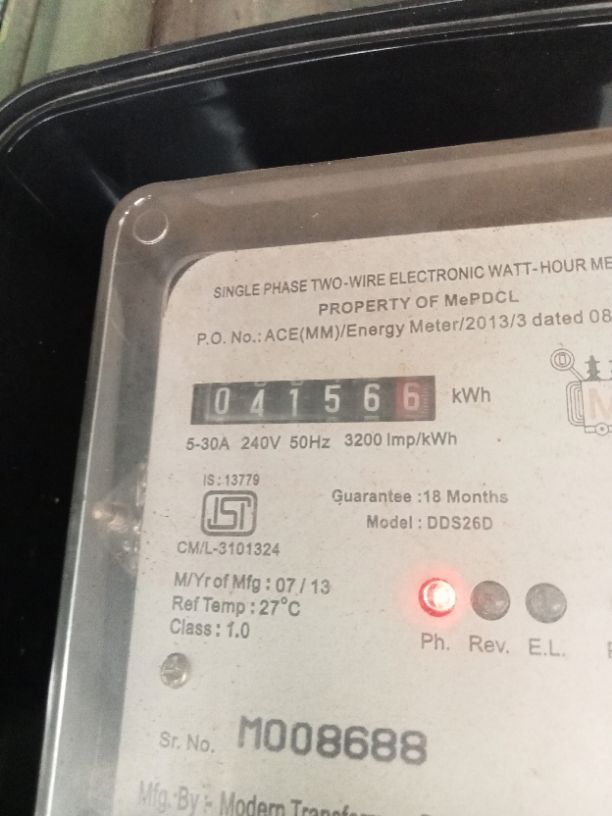 SINGLE PHASE TWO-WIRE ELECTRONIC WATT-HOUR
PROPERTY OF MePDCL
P.O. No.: ACE(MM)/Energy Meter/2013/3 dated 08
041566 kWh
5-30A 240V 50Hz 3200 Imp/kWh
IS : 13779
ISI
CM/L-3101324
Guarantee :18 Months
Model : DDS26D
M/Yr of Mfg : 07 / 13
Ref Temp : 27°C
Class : 1.0
Ph. Rev. E.L.
Sr. No. M008688
Mfg. By :- Modern